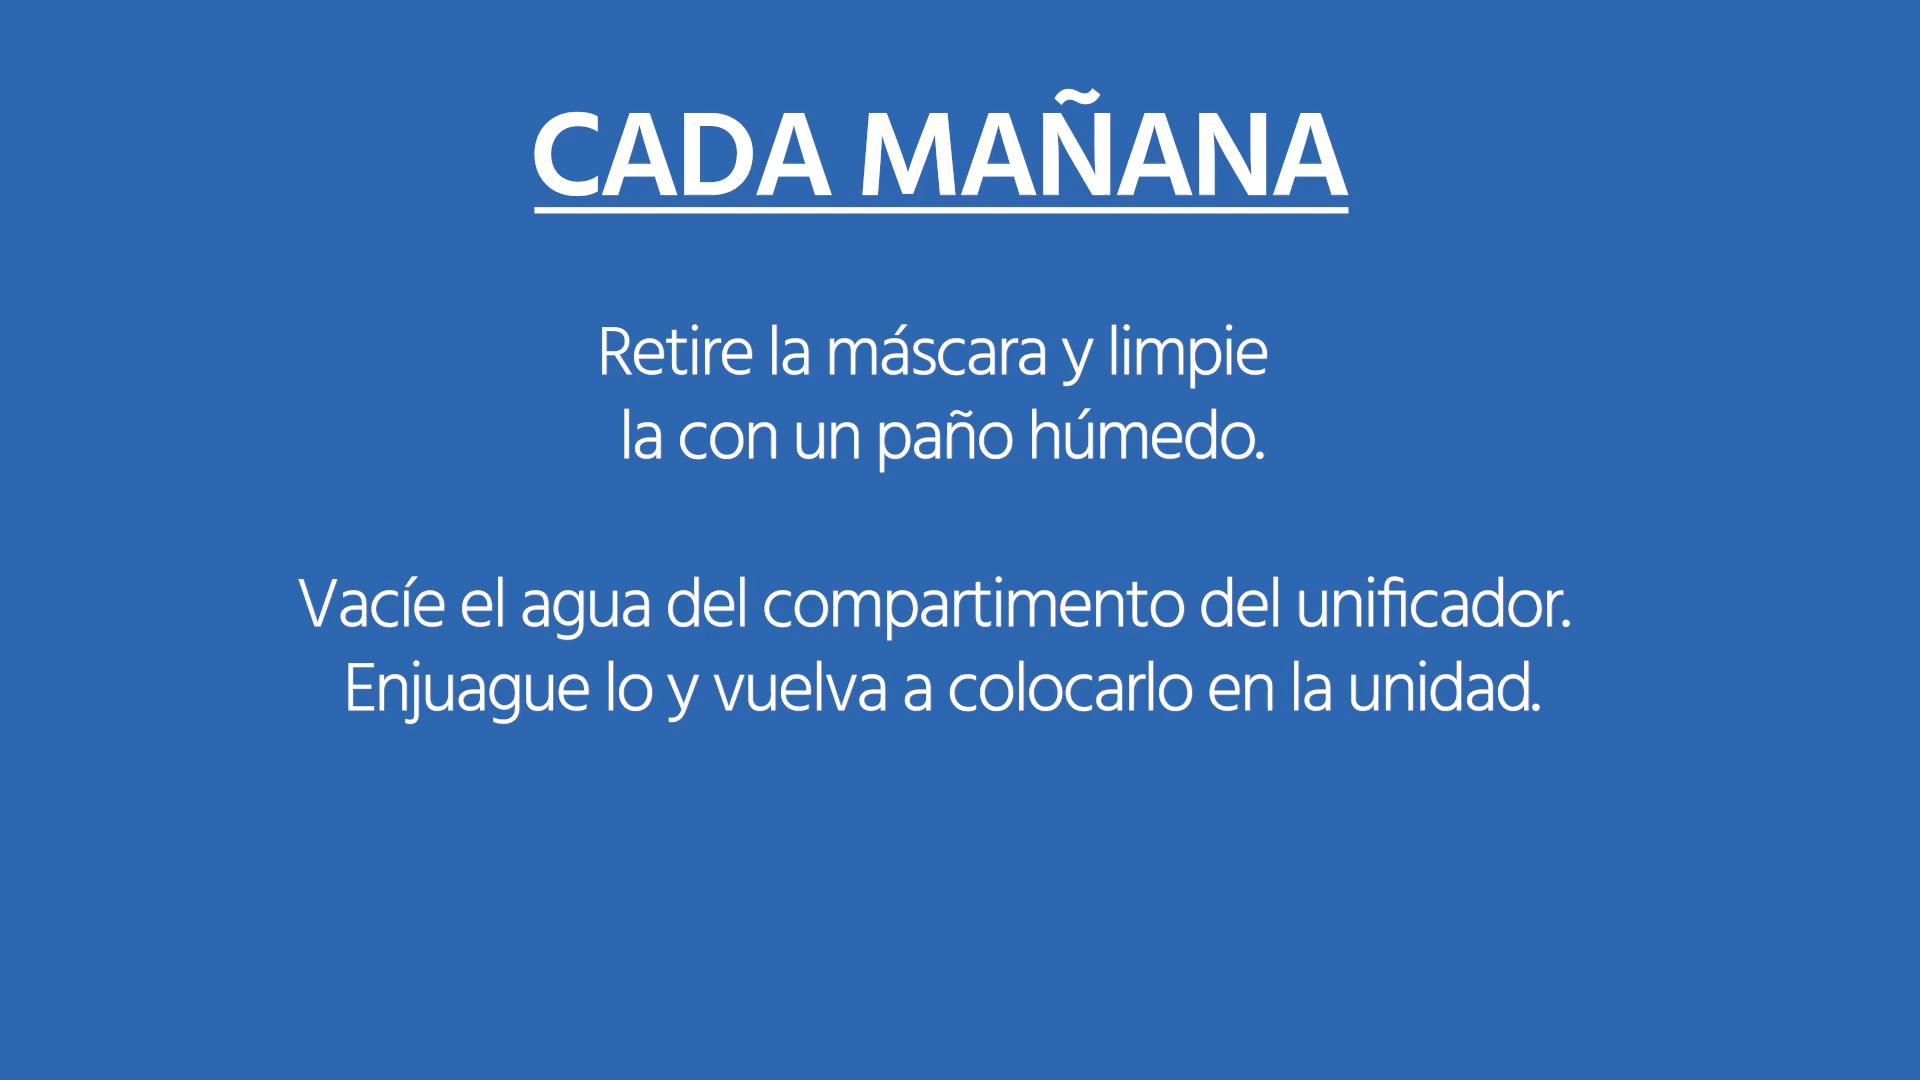 CADA MAÑANA
Retire la máscara y limpie
la con un paño húmedo.
Vacíe el agua del compartimento del unificador.
Enjuague lo y vuelva a colocarlo en la unidad.